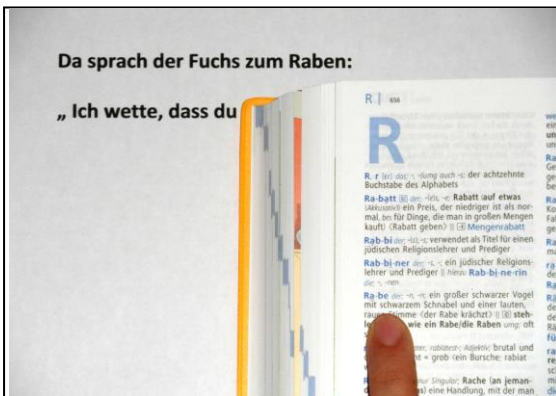 Da sprach der Fuchs zum Raben:
„ Ich wette, dass du
R | 656
R
R, r [ɛr] das; -, -/ umg auch -s; der achtzehnte
Buchstabe des Alphabets
Ra·batt der; -(e)s, -e; Rabatt (auf etwas
(Akkusativ)) ein Preis, der niedriger ist als nor-
mal, bes für Dinge, die man in großen Mengen
kauft) ⟨Rabatt geben⟩ || Mengenrabatt
Rab·bi der; -(s), -s; verwendet als Titel für einen
jüdischen Religionslehrer und Prediger
Rab·bi·ner der; -s, -; ein jüdischer Religions-
lehrer und Prediger || hierzu Rab·bi·ne·rin
die; -, -nen
Ra·be der; -n, -n; ein großer schwarzer Vogel
mit schwarzem Schnabel und einer lauten,
Stimme ⟨der Rabe krächzt⟩ || steh-
wie ein Rabe/die Raben umg; oft
Adjektiv; brutal und
= grob ⟨ein Bursche; rabiat
nur Singular; Rache (an jeman-
eine Handlung, mit der man